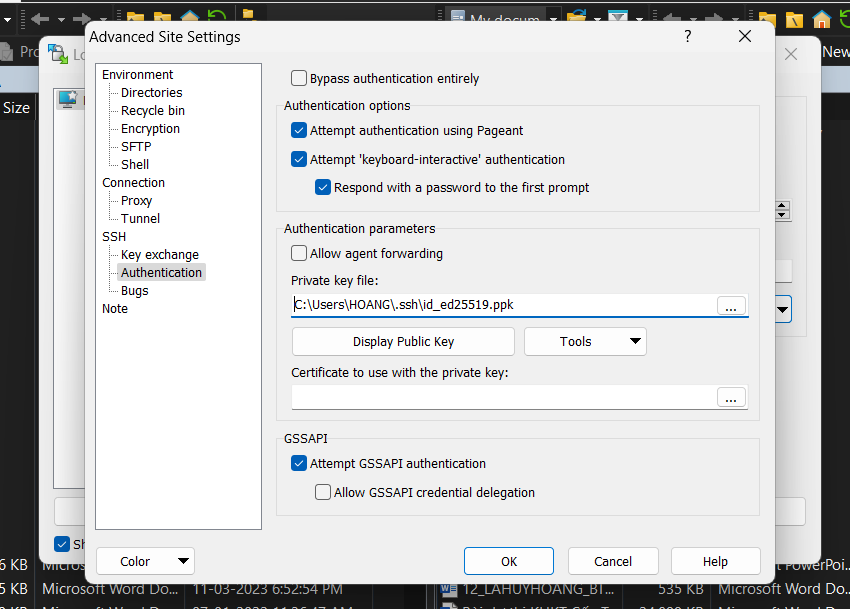 My docum
Advanced Site Settings
?
Pro
Lo
New
Size
Environment
Directories
Recycle bin
Encryption
SFTP
Shell
Connection
Proxy
Tunnel
SSH
Key exchange
Authentication
Bugs
Note
Bypass authentication entirely
Authentication options
Attempt authentication using Pageant
Attempt 'keyboard-interactive' authentication
Respond with a password to the first prompt
Authentication parameters
Allow agent forwarding
Private key file:
C:\Users\HOANG\.ssh\id_ed25519.ppk
...
Display Public Key
Tools
Certificate to use with the private key:
...
GSSAPI
Attempt GSSAPI authentication
Allow GSSAPI credential delegation
Sh
Color
OK
Cancel
Help
6 KB
PowerPoi...
5 KB Microsoft Word Do... 11-03-2023 6:52:54 PM 12_LAHUYHOANG_BT... 535 KB Microsoft Word Do